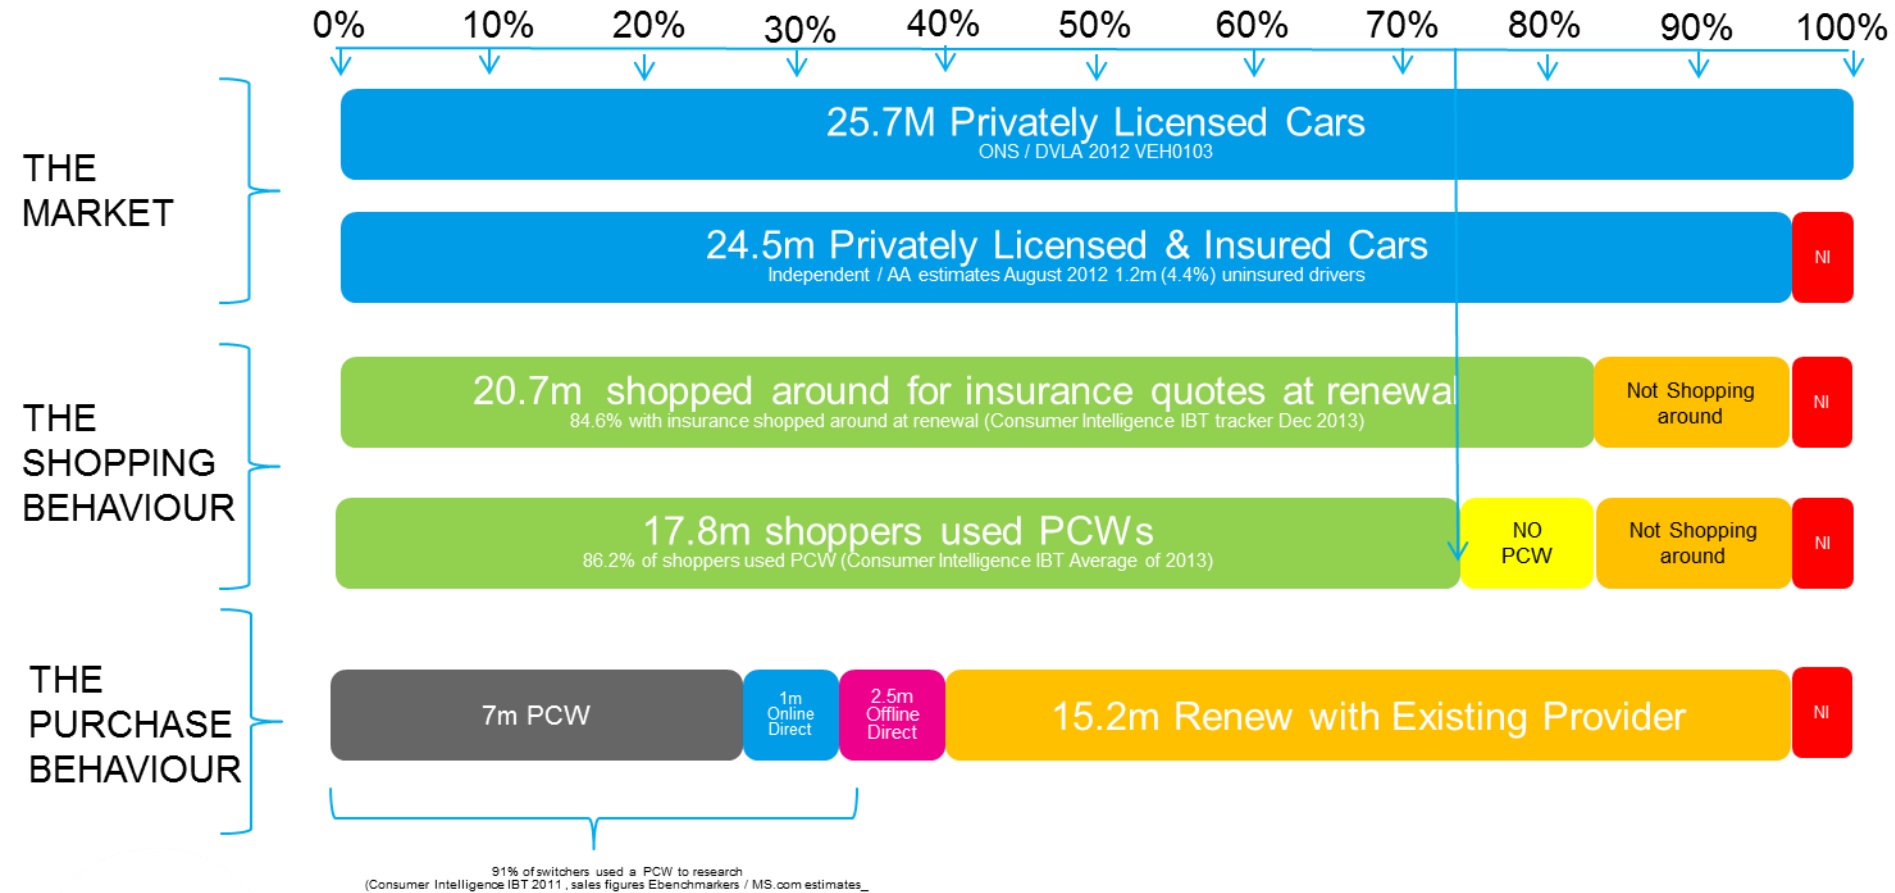 0% 10% 20% 30% 40% 50% 60% 70% 80% 90% 100%
THE
MARKET
25.7M Privately Licensed Cars
ONS / DVLA 2012 VEH0103
24.5m Privately Licensed & Insured Cars
Independent / AA estimates August 2012 1.2m (4.4%) uninsured drivers
NI
THE
SHOPPING
BEHAVIOUR
20.7m shopped around for insurance quotes at renewal
84.6% with insurance shopped around at renewal (Consumer Intelligence IBT tracker Dec 2013)
Not Shopping
around
NI
17.8m shoppers used PCWs
86.2% of shoppers used PCW (Consumer Intelligence IBT Average of 2013)
NO
PCW
Not Shopping
around
NI
THE
PURCHASE
BEHAVIOUR
7m PCW
1m
Online
Direct
2.5m
Offline
Direct
15.2m Renew with Existing Provider
NI
91% of switchers used a PCW to research
(Consumer Intelligence IBT 2011 , sales figures Ebenchmarkers / MS.com estimates_